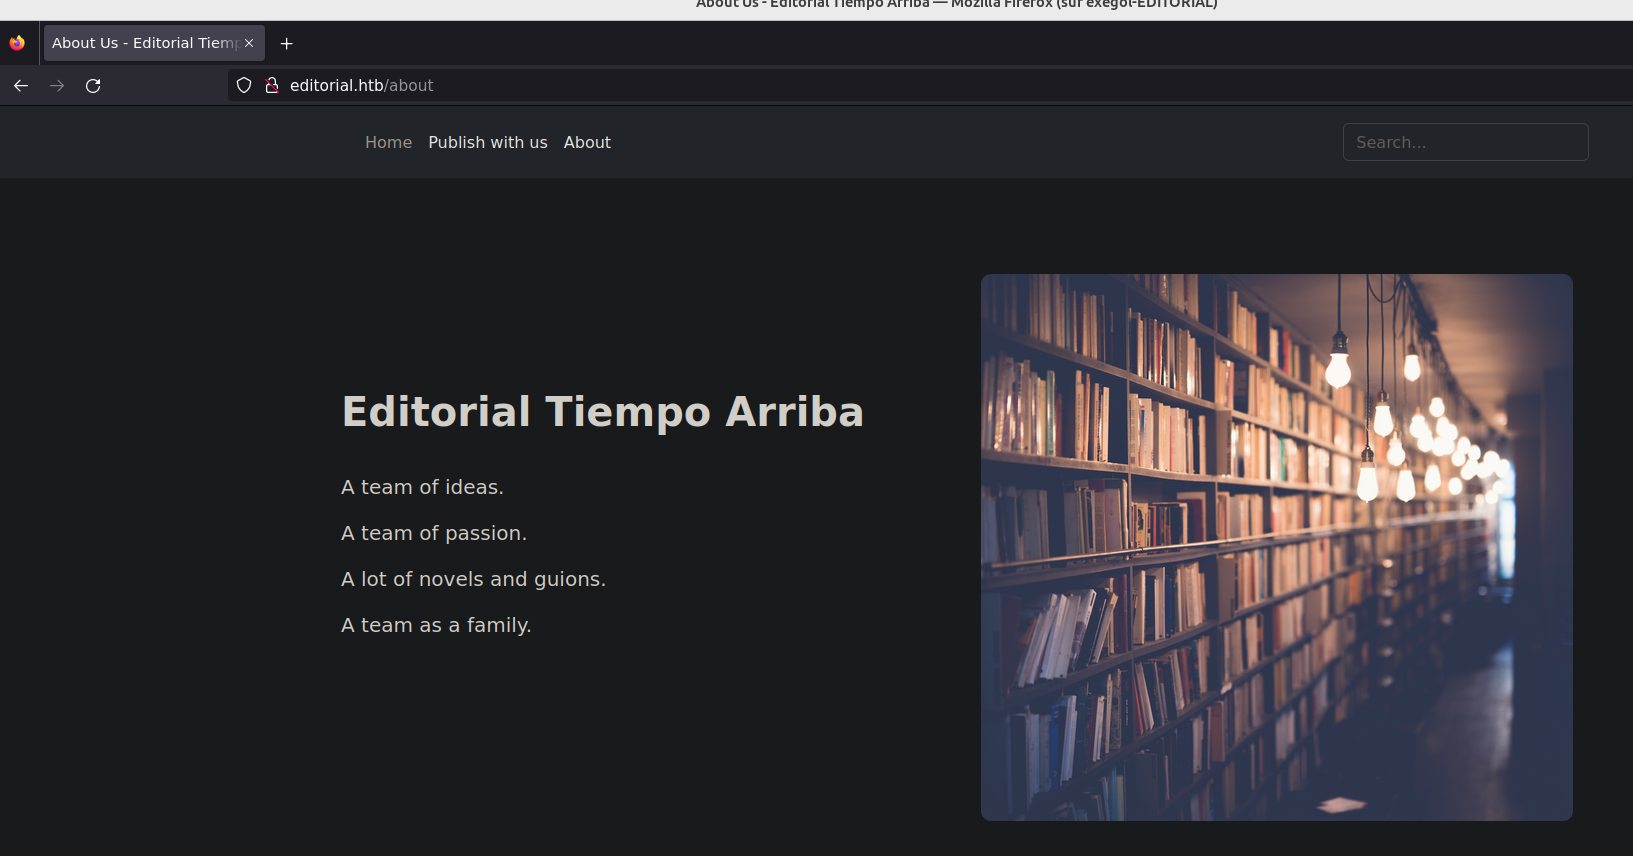 About Us - Editorial Tiempo Arriba — Mozilla Firefox (sur exegol-EDITORIAL)
About Us - Editorial Tiemp
editorial.htb/about
Home Publish with us About Search...
Editorial Tiempo Arriba
A team of ideas.
A team of passion.
A lot of novels and guions.
A team as a family.